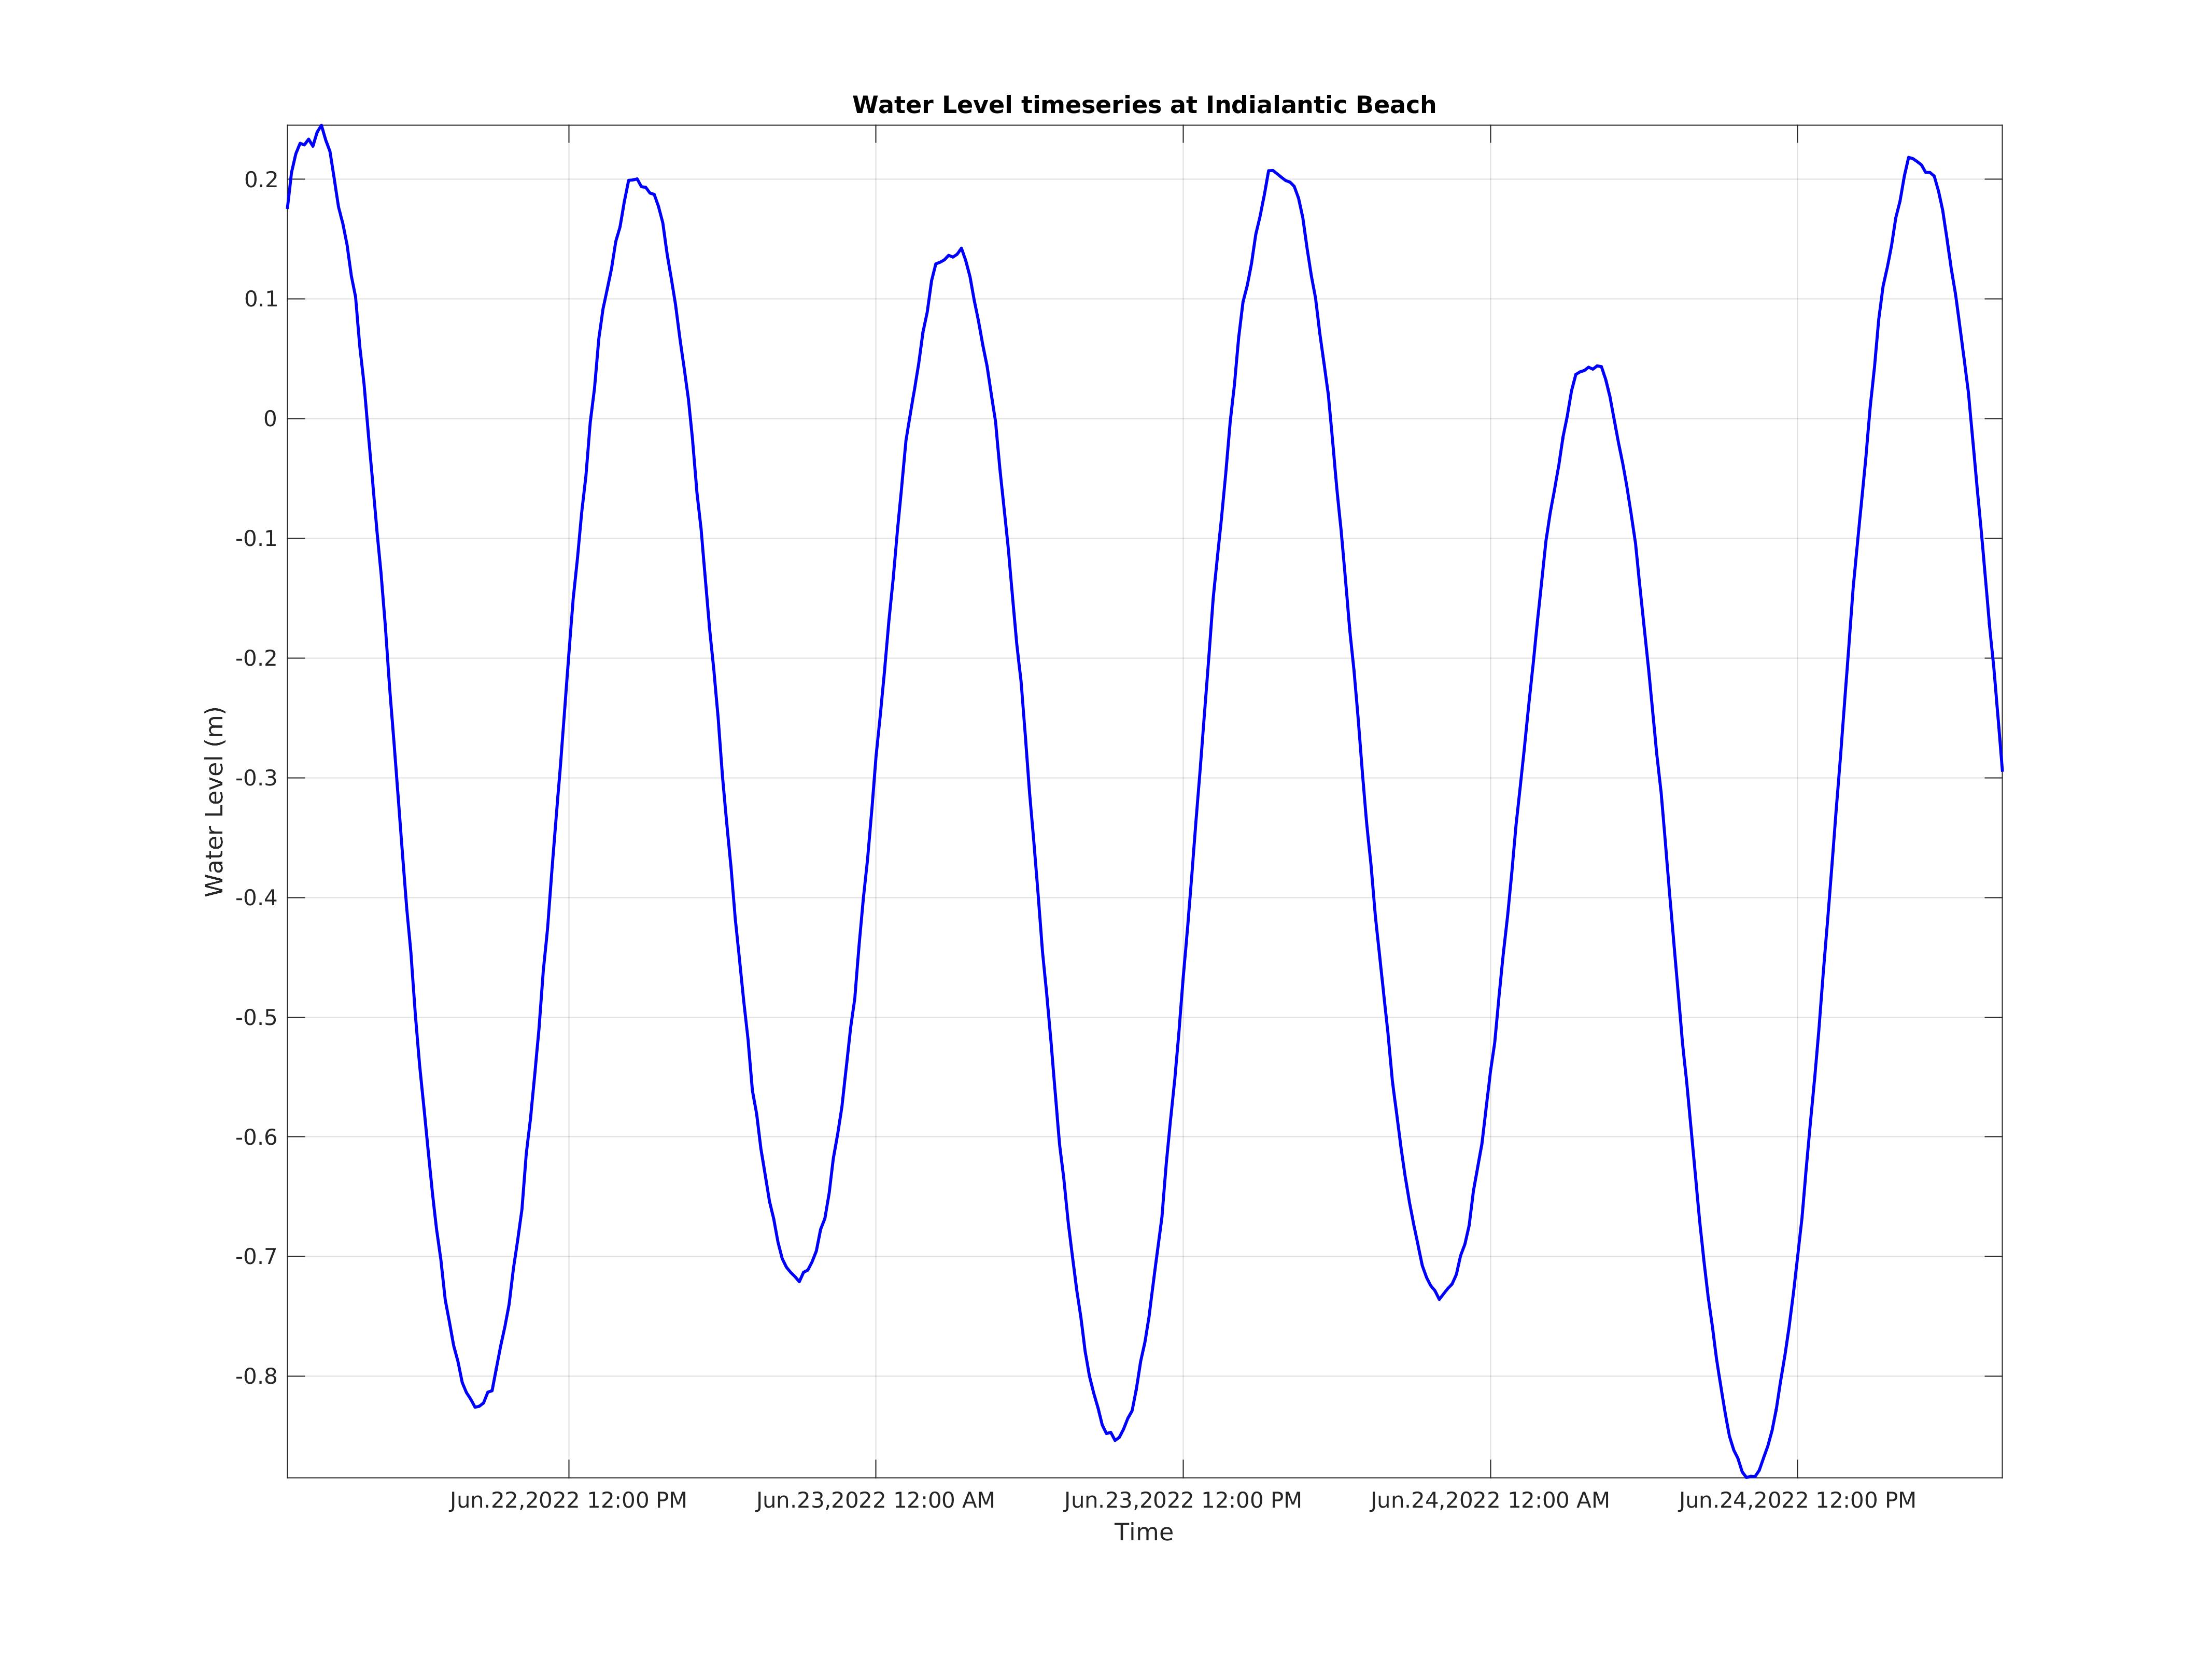 Water Level timeseries at Indialantic Beach
0.2
0.1
0
-0.1
-0.2
-0.3
-0.4
-0.5
-0.6
-0.7
-0.8
Water Level (m)
Jun.22,2022 12:00 PM
Jun.23,2022 12:00 AM
Jun.23,2022 12:00 PM
Jun.24,2022 12:00 AM
Jun.24,2022 12:00 PM
Time